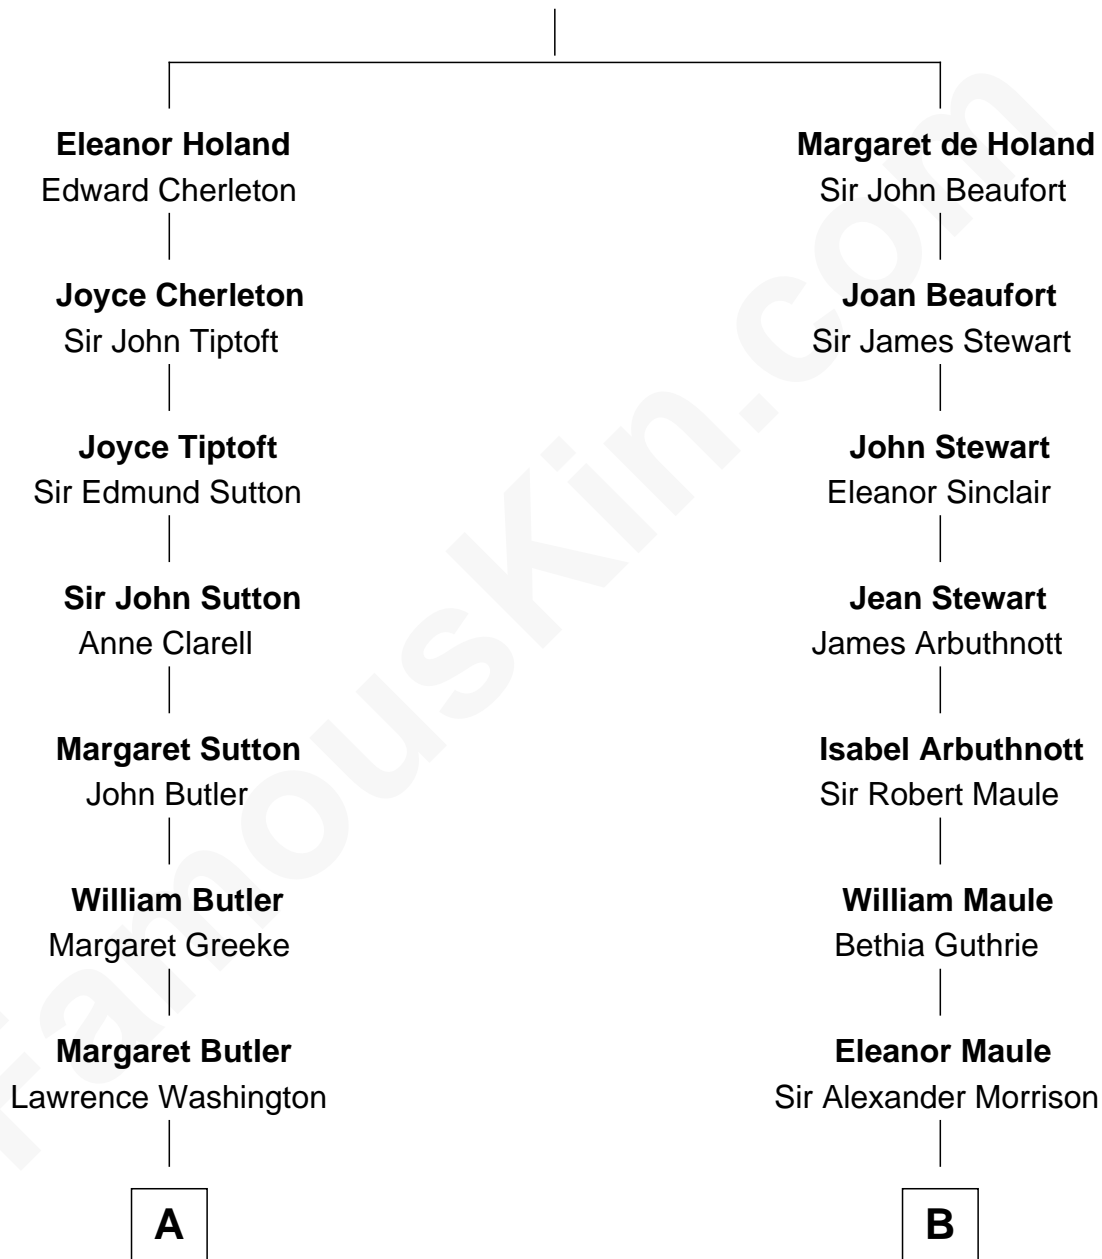 Eleanor Holand
Edward Cherleton
Joyce Cherleton
Sir John Tiptoft
Joyce Tiptoft
Sir Edmund Sutton
Sir John Sutton
Anne Clarell
Margaret Sutton
John Butler
William Butler
Margaret Greeke
Margaret Butler
Lawrence Washington
A
Margaret de Holand
Sir John Beaufort
Joan Beaufort
Sir James Stewart
John Stewart
Eleanor Sinclair
Jean Stewart
James Arbuthnott
Isabel Arbuthnott
Sir Robert Maule
William Maule
Bethia Guthrie
Eleanor Maule
Sir Alexander Morrison
B
FamousKin.com